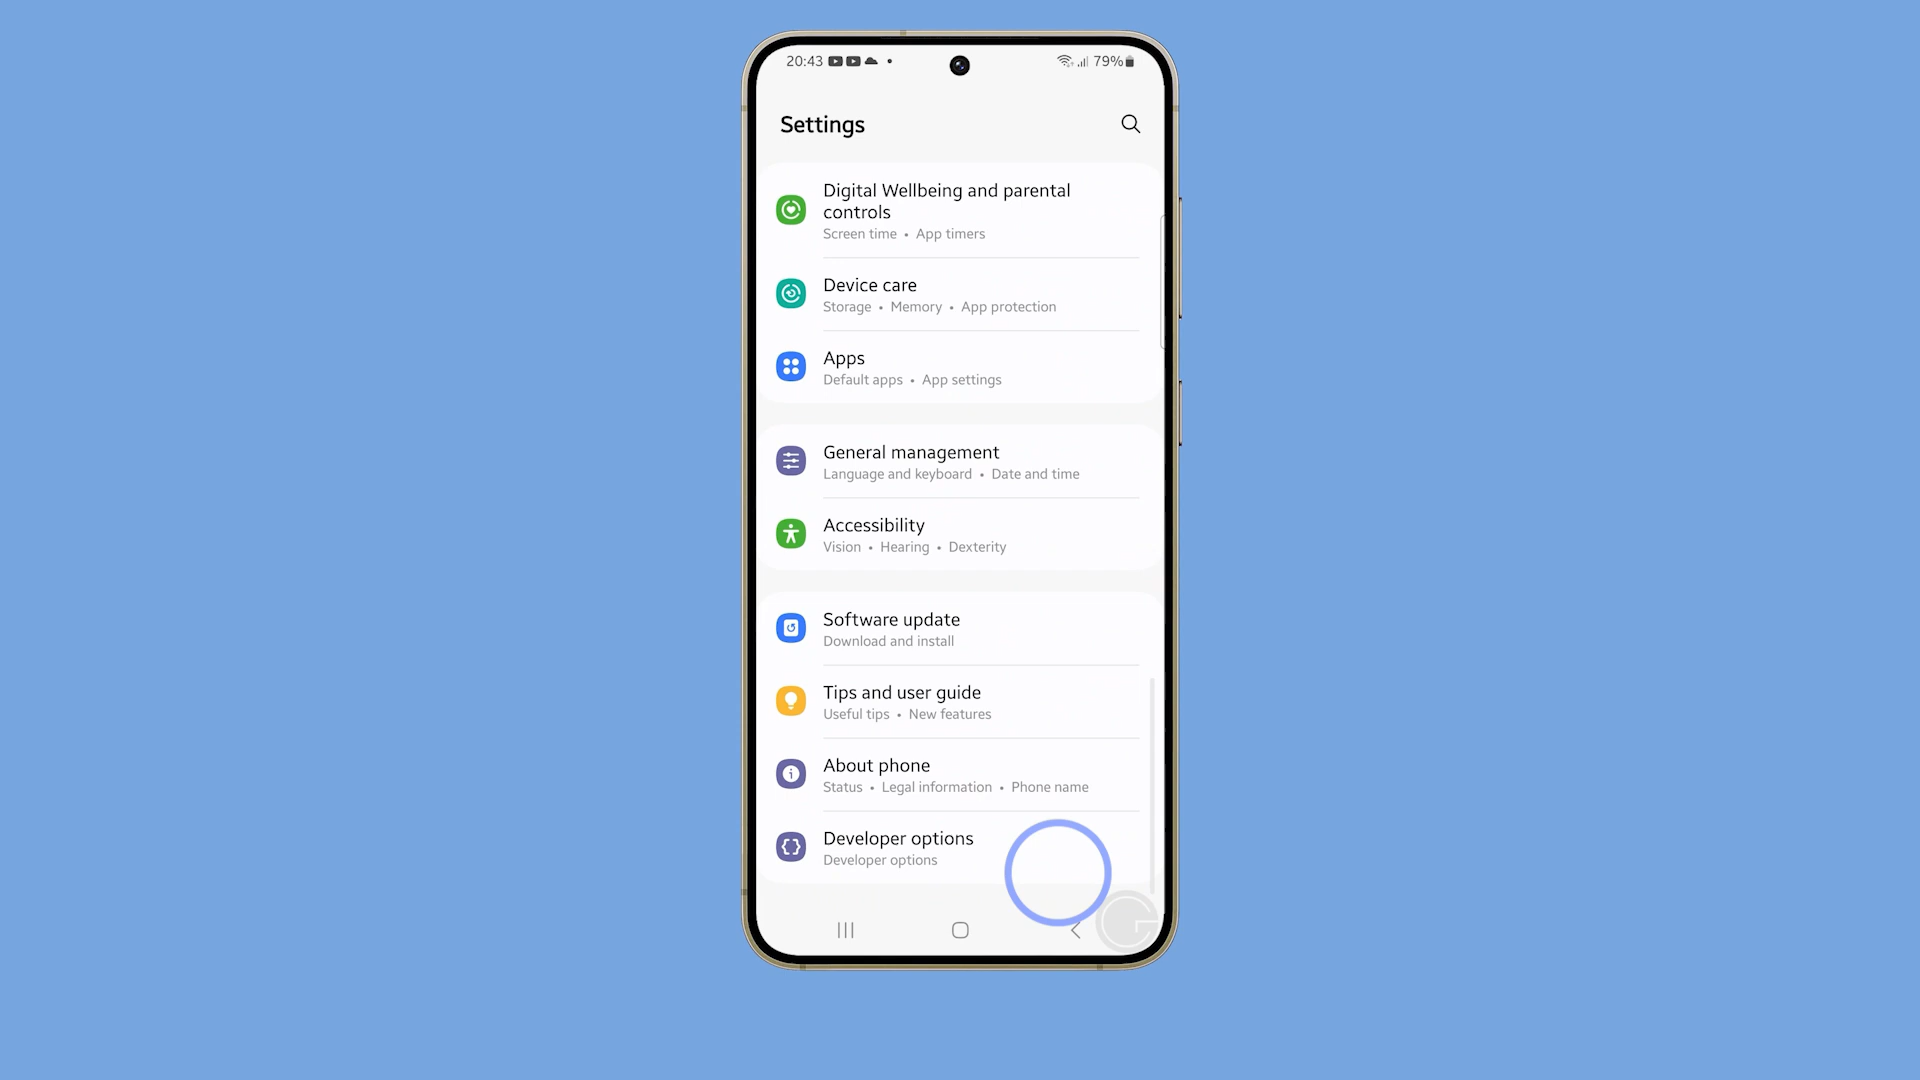 20:43
79%
Settings
Digital Wellbeing and parental
controls
Screen time • App timers
Device care
Storage • Memory • App protection
Apps
Default apps • App settings
General management
Language and keyboard • Date and time
Accessibility
Vision • Hearing • Dexterity
Software update
Download and install
Tips and user guide
Useful tips • New features
About phone
Status • Legal information • Phone name
Developer options
Developer options